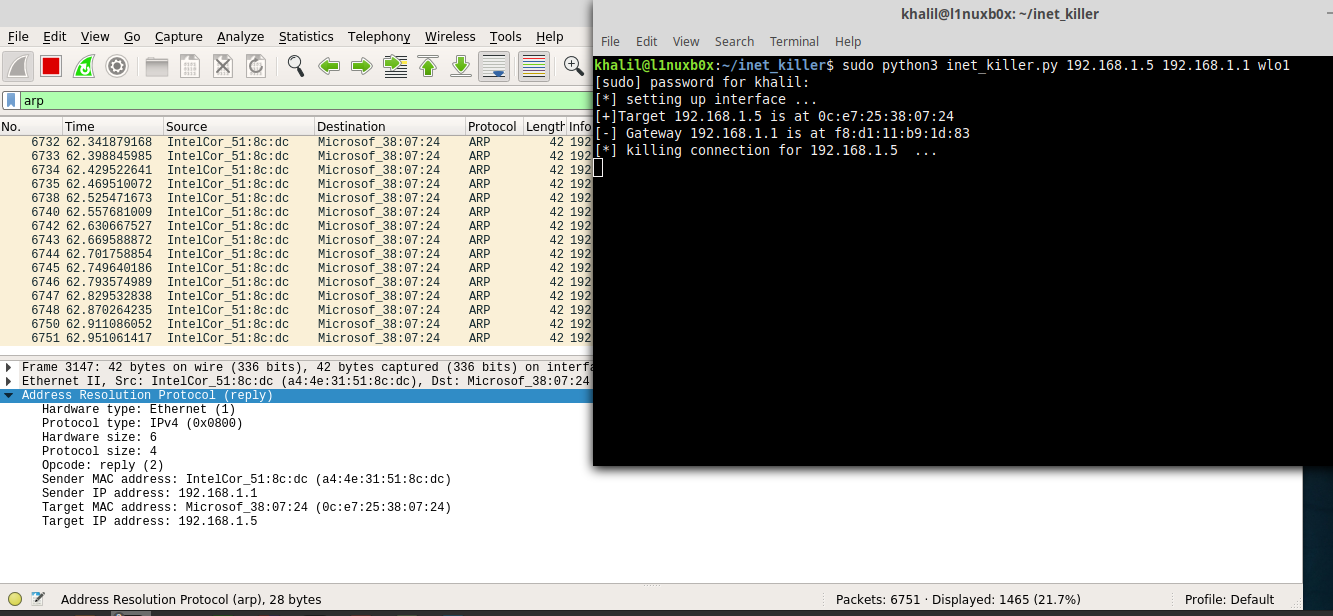 File Edit View Go Capture Analyze Statistics Telephony Wireless Tools Help
arp
No. Time Source Destination Protocol Length Info
6732 62.341879168 IntelCor_51:8c:dc Microsof_38:07:24 ARP 42 192
6733 62.398845985 IntelCor_51:8c:dc Microsof_38:07:24 ARP 42 192
6734 62.429522641 IntelCor_51:8c:dc Microsof_38:07:24 ARP 42 192
6735 62.469510072 IntelCor_51:8c:dc Microsof_38:07:24 ARP 42 192
6738 62.525471673 IntelCor_51:8c:dc Microsof_38:07:24 ARP 42 192
6740 62.557681009 IntelCor_51:8c:dc Microsof_38:07:24 ARP 42 192
6742 62.630667527 IntelCor_51:8c:dc Microsof_38:07:24 ARP 42 192
6743 62.669588872 IntelCor_51:8c:dc Microsof_38:07:24 ARP 42 192
6744 62.701758854 IntelCor_51:8c:dc Microsof_38:07:24 ARP 42 192
6745 62.749640186 IntelCor_51:8c:dc Microsof_38:07:24 ARP 42 192
6746 62.793574989 IntelCor_51:8c:dc Microsof_38:07:24 ARP 42 192
6747 62.829532838 IntelCor_51:8c:dc Microsof_38:07:24 ARP 42 192
6748 62.870264235 IntelCor_51:8c:dc Microsof_38:07:24 ARP 42 192
6750 62.911086052 IntelCor_51:8c:dc Microsof_38:07:24 ARP 42 192
6751 62.951061417 IntelCor_51:8c:dc Microsof_38:07:24 ARP 42 192
Frame 3147: 42 bytes on wire (336 bits), 42 bytes captured (336 bits) on interfa
Ethernet II, Src: IntelCor_51:8c:dc (a4:4e:31:51:8c:dc), Dst: Microsof_38:07:24
Address Resolution Protocol (reply)
Hardware type: Ethernet (1)
Protocol type: IPv4 (0x0800)
Hardware size: 6
Protocol size: 4
Opcode: reply (2)
Sender MAC address: IntelCor_51:8c:dc (a4:4e:31:51:8c:dc)
Sender IP address: 192.168.1.1
Target MAC address: Microsof_38:07:24 (0c:e7:25:38:07:24)
Target IP address: 192.168.1.5
Address Resolution Protocol (arp), 28 bytes
Packets: 6751 · Displayed: 1465 (21.7%)
Profile: Default
khalil@l1nuxb0x: ~/inet_killer
File Edit View Search Terminal Help
khalil@l1nuxb0x:~/inet_killer$ sudo python3 inet_killer.py 192.168.1.5 192.168.1.1 wlo1
[sudo] password for khalil:
[*] setting up interface ...
[+]Target 192.168.1.5 is at 0c:e7:25:38:07:24
[-] Gateway 192.168.1.1 is at f8:d1:11:b9:1d:83
[*] killing connection for 192.168.1.5 ...